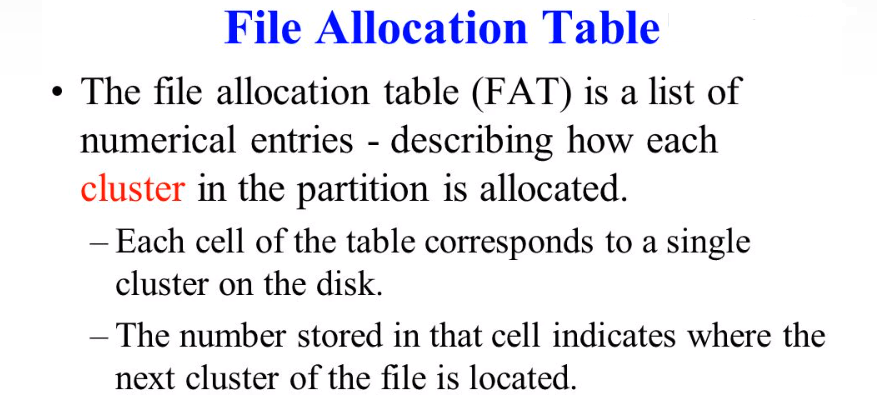 File Allocation Table
• The file allocation table (FAT) is a list of
numerical entries - describing how each
cluster in the partition is allocated.
– Each cell of the table corresponds to a single
cluster on the disk.
– The number stored in that cell indicates where the
next cluster of the file is located.